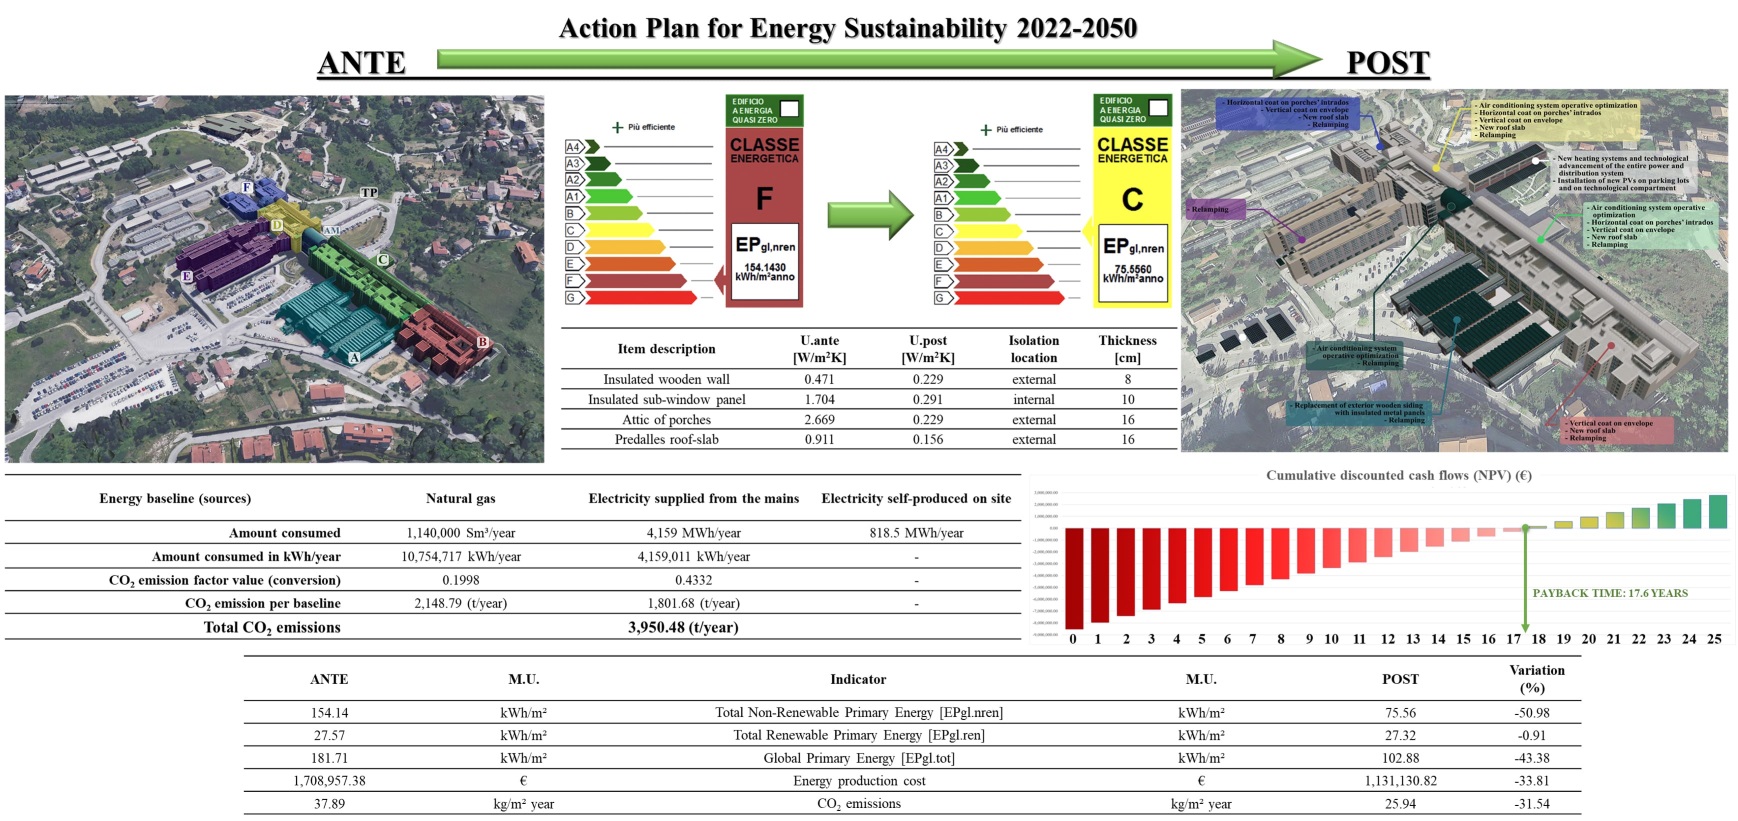 Action Plan for Energy Sustainability 2022-2050
ANTE
POST
F
D
E
AM
TP
C
A
B
Più efficiente
A4
A3
A2
A1
B
C
D
E
F
G
EDIFICIO
A ENERGIA
QUASI ZERO
CLASSE
ENERGETICA
F
EPgl,nren
154.1430
kWh/m²anno
Più efficiente
A4
A3
A2
A1
B
C
D
E
F
G
EDIFICIO
A ENERGIA
QUASI ZERO
CLASSE
ENERGETICA
C
EPgl,nren
75.5560
kWh/m²anno
- Horizontal coat on porches' intrados
- Vertical coat on envelope
- New roof slab
- Relamping
- Air conditioning system operative optimization
- Horizontal coat on porches' intrados
- Vertical coat on envelope
- New roof slab
- Relamping
- New heating systems and technological
advancement of the entire power and
distribution system
- Installation of new PVs on parking lots
and on technological compartment
- Relamping
- Air conditioning system operative
optimization
- Horizontal coat on porches' intrados
- Vertical coat on envelope
- New roof slab
- Relamping
- Air conditioning system
operative optimization
- Relamping
- Replacement of exterior wooden siding
with insulated metal panels
- Relamping
- Vertical coat on envelope
- New roof slab
- Relamping
Item description U.ante [W/m²K] U.post [W/m²K] Isolation location Thickness [cm]
Insulated wooden wall 0.471 0.229 external 8
Insulated sub-window panel 1.704 0.291 internal 10
Attic of porches 2.669 0.229 external 16
Predalles roof-slab 0.911 0.156 external 16
Energy baseline (sources) Natural gas Electricity supplied from the mains Electricity self-produced on site
Amount consumed 1,140,000 Sm³/year 4,159 MWh/year 818.5 MWh/year
Amount consumed in kWh/year 10,754,717 kWh/year 4,159,011 kWh/year -
CO₂ emission factor value (conversion) 0.1998 0.4332 -
CO₂ emission per baseline 2,148.79 (t/year) 1,801.68 (t/year) -
Total CO₂ emissions 3,950.48 (t/year)
Cumulative discounted cash flows (NPV) (€)
PAYBACK TIME: 17.6 YEARS
0 1 2 3 4 5 6 7 8 9 10 11 12 13 14 15 16 17 18 19 20 21 22 23 24 25
ANTE M.U. Indicator M.U. POST Variation (%)
154.14 kWh/m² Total Non-Renewable Primary Energy [EPgl.nren] kWh/m² 75.56 -50.98
27.57 kWh/m² Total Renewable Primary Energy [EPgl.ren] kWh/m² 27.32 -0.91
181.71 kWh/m² Global Primary Energy [EPgl.tot] kWh/m² 102.88 -43.38
1,708,957.38 € Energy production cost € 1,131,130.82 -33.81
37.89 kg/m² year CO₂ emissions kg/m² year 25.94 -31.54